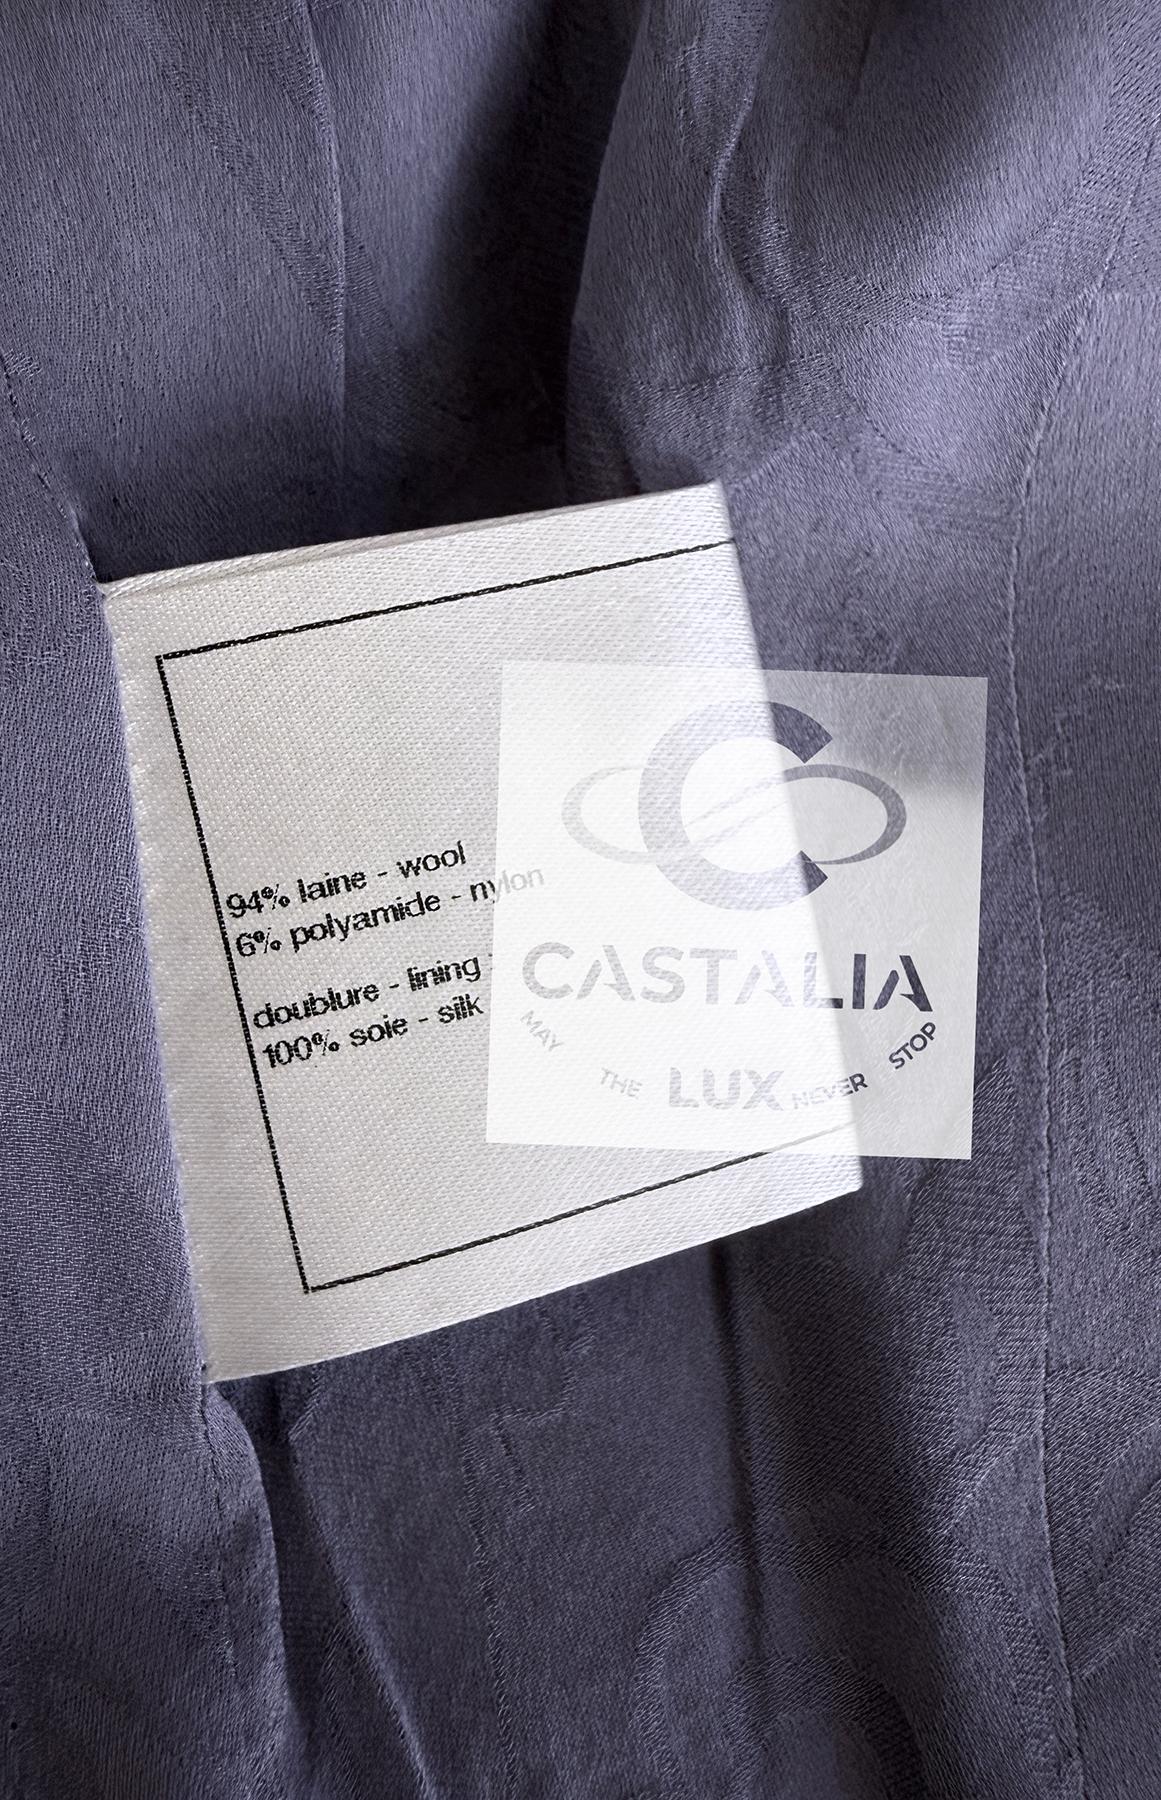 94% laine - wool
6% polyamide - nylon
doublure - lining
100% soie - silk
CASTALIA
MAY THE LUX NEVER STOP